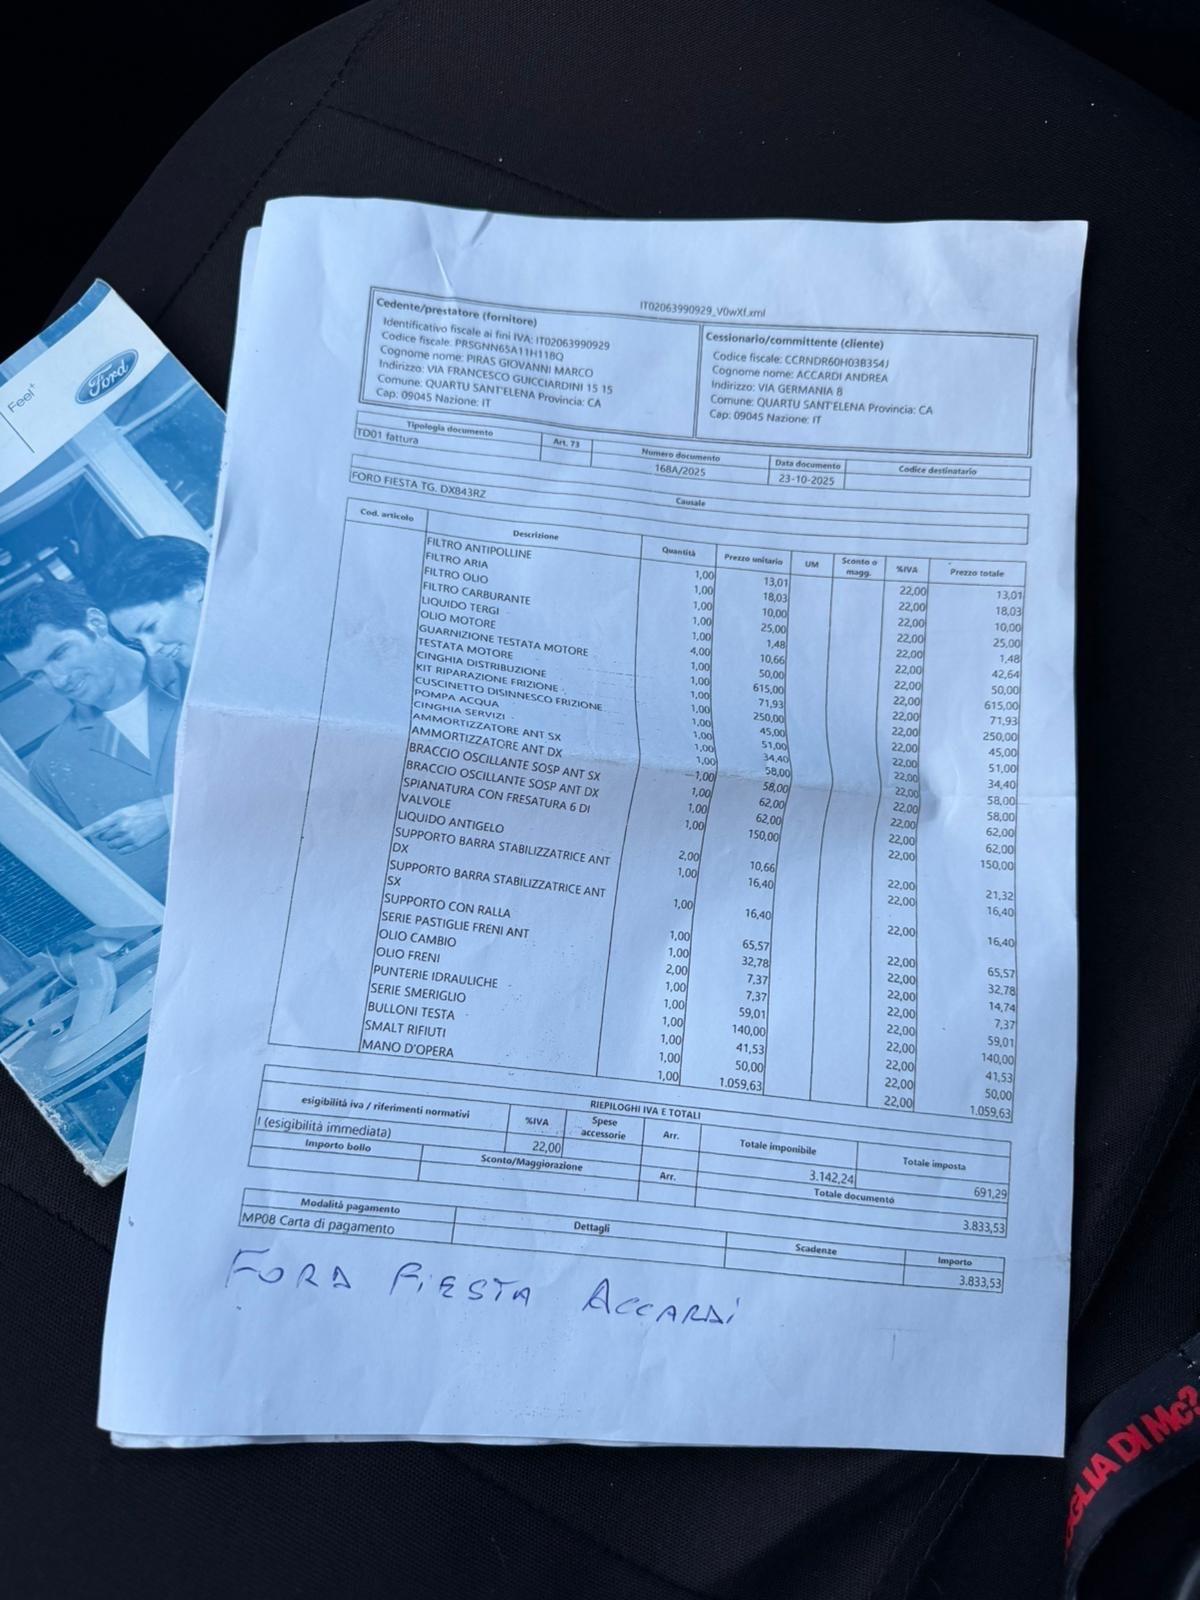 Feel+
Ford
IT02063990929_V0wXf.xml
Cedente/prestatore (fornitore)
Identificativo fiscale ai fini IVA: IT02063990929
Codice fiscale: PRSGNN65A11H118Q
Cognome nome: PIRAS GIOVANNI MARCO
Indirizzo: VIA FRANCESCO GUICCIARDINI 15 15
Comune: QUARTU SANT'ELENA Provincia: CA
Cap: 09045 Nazione: IT
Cessionario/committente (cliente)
Codice fiscale: CCRNDR60H03B354J
Cognome nome: ACCARDI ANDREA
Indirizzo: VIA GERMANIA 8
Comune: QUARTU SANT'ELENA Provincia: CA
Cap: 09045 Nazione: IT
Tipologia documento Art. 73 Numero documento Data documento Codice destinatario
TD01 fattura 168A/2025 23-10-2025
Causale
FORD FIESTA TG. DX843RZ
Cod. articolo Descrizione Quantità Prezzo unitario UM Sconto o magg. %IVA Prezzo totale
FILTRO ANTIPOLLINE 1,00 13,01 22,00 13,01
FILTRO ARIA 1,00 18,03 22,00 18,03
FILTRO OLIO 1,00 10,00 22,00 10,00
FILTRO CARBURANTE 1,00 25,00 22,00 25,00
LIQUIDO TERGI 1,00 1,48 22,00 1,48
OLIO MOTORE 4,00 10,66 22,00 42,64
GUARNIZIONE TESTATA MOTORE 1,00 50,00 22,00 50,00
TESTATA MOTORE 1,00 615,00 22,00 615,00
CINGHIA DISTRIBUZIONE 1,00 71,93 22,00 71,93
KIT RIPARAZIONE FRIZIONE 1,00 250,00 22,00 250,00
CUSCINETTO DISINNESCO FRIZIONE 1,00 45,00 22,00 45,00
POMPA ACQUA 1,00 51,00 22,00 51,00
CINGHIA SERVIZI 1,00 34,40 22,00 34,40
AMMORTIZZATORE ANT SX 1,00 58,00 22,00 58,00
AMMORTIZZATORE ANT DX 1,00 58,00 22,00 58,00
BRACCIO OSCILLANTE SOSP ANT SX 1,00 62,00 22,00 62,00
BRACCIO OSCILLANTE SOSP ANT DX 1,00 62,00 22,00 62,00
SPIANATURA CON FRESATURA 6 DI 1,00 150,00 22,00 150,00
VALVOLE
LIQUIDO ANTIGELO 2,00 10,66 22,00 21,32
SUPPORTO BARRA STABILIZZATRICE ANT 1,00 16,40 22,00 16,40
DX
SUPPORTO BARRA STABILIZZATRICE ANT 1,00 16,40 22,00 16,40
SX
SUPPORTO CON RALLA 1,00 65,57 22,00 65,57
SERIE PASTIGLIE FRENI ANT 1,00 32,78 22,00 32,78
OLIO CAMBIO 2,00 7,37 22,00 14,74
OLIO FRENI 1,00 7,37 22,00 7,37
PUNTERIE IDRAULICHE 1,00 59,01 22,00 59,01
SERIE SMERIGLIO 1,00 140,00 22,00 140,00
BULLONI TESTA 1,00 41,53 22,00 41,53
SMALT RIFIUTI 1,00 50,00 22,00 50,00
MANO D'OPERA 1,00 1.059,63 22,00 1.059,63
RIEPILOGHI IVA E TOTALI
esigibilità iva / riferimenti normativi %IVA Spese accessorie Arr. Totale imponibile Totale imposta
I (esigibilità immediata) 22,00 3.142,24 691,29
Importo bollo Sconto/Maggiorazione Arr. Totale documento
3.833,53
Modalità pagamento Dettagli Scadenze Importo
MP08 Carta di pagamento 3.833,53
FORD FIESTA ACCARDI
OGLIA DI Mc?